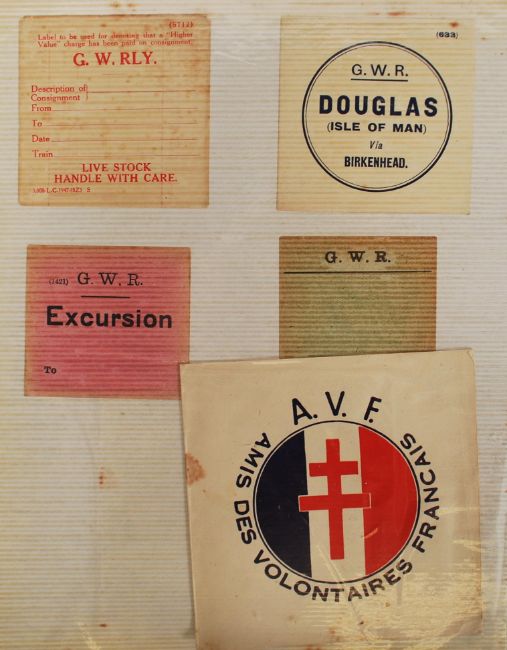 (5712)
Label to be used for denoting that a "Higher
Value" charge has been paid on consignment.
G. W. RLY.
Description of
Consignment
From
To
Date
Train
LIVE STOCK
HANDLE WITH CARE.
(633)
G. W. R.
DOUGLAS
(ISLE OF MAN)
Via
BIRKENHEAD.
(1421) G. W. R.
Excursion
To
G. W. R.
A. V. F.
AMIS DES VOLONTAIRES FRANCAIS